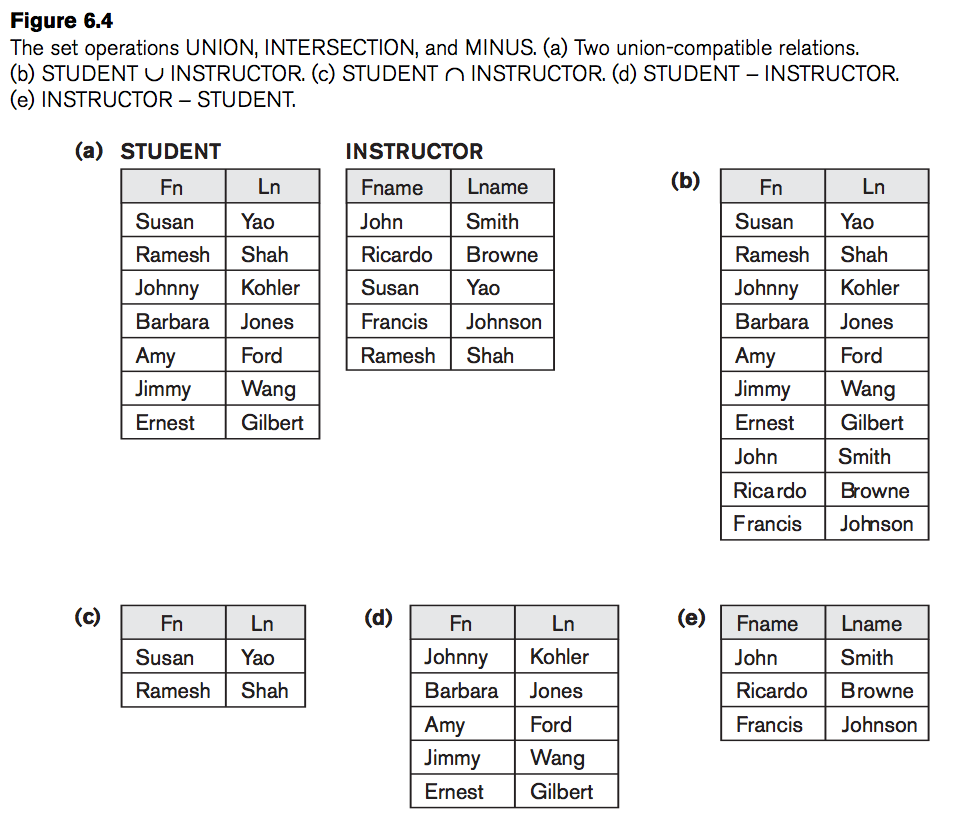 Figure 6.4
The set operations UNION, INTERSECTION, and MINUS. (a) Two union-compatible relations.
(b) STUDENT ∪ INSTRUCTOR. (c) STUDENT ∩ INSTRUCTOR. (d) STUDENT – INSTRUCTOR.
(e) INSTRUCTOR – STUDENT.
(a) STUDENT
Fn Ln
Susan Yao
Ramesh Shah
Johnny Kohler
Barbara Jones
Amy Ford
Jimmy Wang
Ernest Gilbert
INSTRUCTOR
Fname Lname
John Smith
Ricardo Browne
Susan Yao
Francis Johnson
Ramesh Shah
(b)
Fn Ln
Susan Yao
Ramesh Shah
Johnny Kohler
Barbara Jones
Amy Ford
Jimmy Wang
Ernest Gilbert
John Smith
Ricardo Browne
Francis Johnson
(c)
Fn Ln
Susan Yao
Ramesh Shah
(d)
Fn Ln
Johnny Kohler
Barbara Jones
Amy Ford
Jimmy Wang
Ernest Gilbert
(e)
Fname Lname
John Smith
Ricardo Browne
Francis Johnson